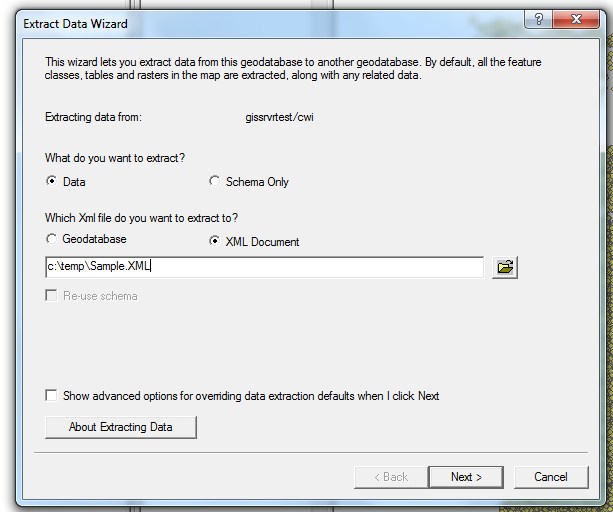 Extract Data Wizard
?
This wizard lets you extract data from this geodatabase to another geodatabase. By default, all the feature
classes, tables and rasters in the map are extracted, along with any related data.
Extracting data from: gissrvrtest/cwi
What do you want to extract?
Data Schema Only
Which Xml file do you want to extract to?
Geodatabase XML Document
c:\temp\Sample.XML
Re-use schema
Show advanced options for overriding data extraction defaults when I click Next
About Extracting Data
< Back Next > Cancel